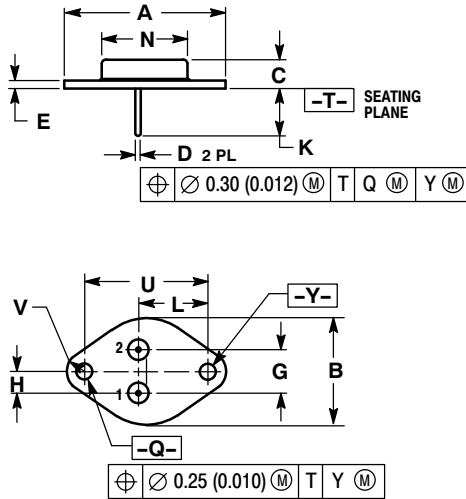 A
N
C
E
-T- SEATING PLANE
K
D 2 PL
⌖ ∅ 0.30 (0.012) Ⓜ T Q Ⓜ Y Ⓜ
U
L
V
-Y-
2
H
G
B
1
-Q-
⌖ ∅ 0.25 (0.010) Ⓜ T Y Ⓜ